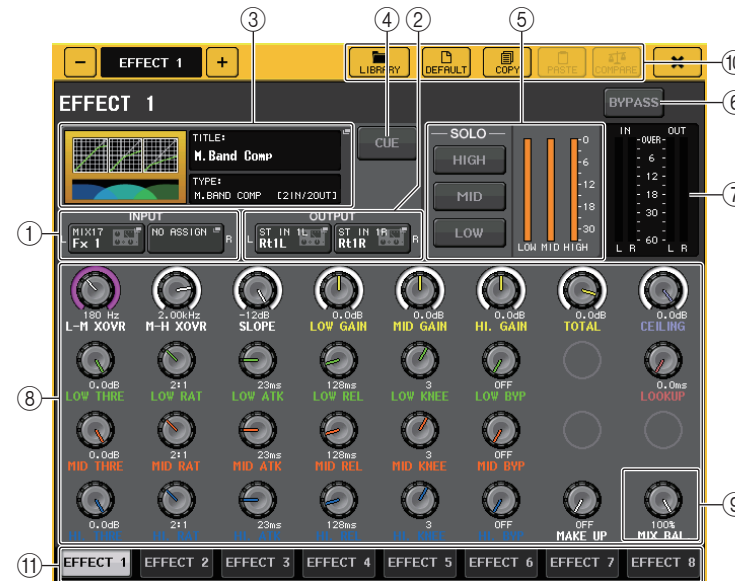 ③ ④ ② ⑤
− EFFECT 1 + LIBRARY DEFAULT COPY PASTE COMPARE ×
⑩
EFFECT 1 BYPASS
⑥
TITLE:
M.Band Comp
TYPE:
M.BAND COMP [2IN/2OUT]
CUE
SOLO
HIGH
MID
LOW
0
6
12
18
30
LOW MID HIGH
IN OUT
-OVER-
6
12
18
30
60
L R L R
⑦
①
INPUT
L MIX17 Fx 1 NO ASSIGN R
OUTPUT
L ST IN 1L Rt1L ST IN 1R Rt1R R
⑧
180 Hz 2.00kHz -12dB 0.0dB 0.0dB 0.0dB 0.0dB 0.0dB
L-M XOVR M-H XOVR SLOPE LOW GAIN MID GAIN HI. GAIN TOTAL CEILING
0.0dB 2:1 23ms 128ms 3 OFF 0.0ms
LOW THRE LOW RAT LOW ATK LOW REL LOW KNEE LOW BYP LOOKUP
0.0dB 2:1 23ms 128ms 3 OFF
MID THRE MID RAT MID ATK MID REL MID KNEE MID BYP
⑨
0.0dB 2:1 23ms 128ms 3 OFF OFF 100%
MAKE UP MIX BAL
⑪
EFFECT 1 EFFECT 2 EFFECT 3 EFFECT 4 EFFECT 5 EFFECT 6 EFFECT 7 EFFECT 8